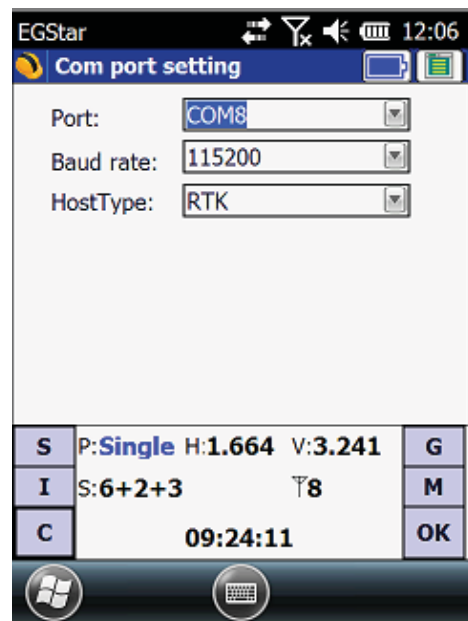 EGStar 12:06
Com port setting
Port: COM8
Baud rate: 115200
HostType: RTK
S P:Single H:1.664 V:3.241 G
I S:6+2+3 8 M
C 09:24:11 OK